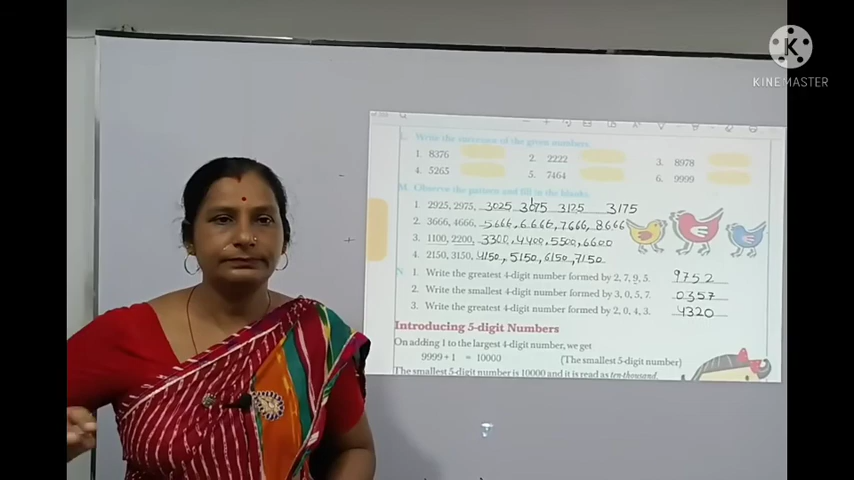 K
KINEMASTER
L. Write the successor of the given numbers.
1. 8376 2. 2222 3. 8978
4. 5265 5. 7464 6. 9999
M. Observe the pattern and fill in the blanks.
1. 2925, 2975, 3025 3075 3125 3175
2. 3666, 4666, 5666, 6666, 7666, 8666
3. 1100, 2200, 3300, 4400, 5500, 6600
4. 2150, 3150, 4150, 5150, 6150, 7150
N 1. Write the greatest 4-digit number formed by 2, 7, 9, 5. 9752
2. Write the smallest 4-digit number formed by 3, 0, 5, 7. 0357
3. Write the greatest 4-digit number formed by 2, 0, 4, 3. 4320
Introducing 5-digit Numbers
On adding 1 to the largest 4-digit number, we get
9999 + 1 = 10000 (The smallest 5-digit number)
The smallest 5-digit number is 10000 and it is read as ten-thousand.